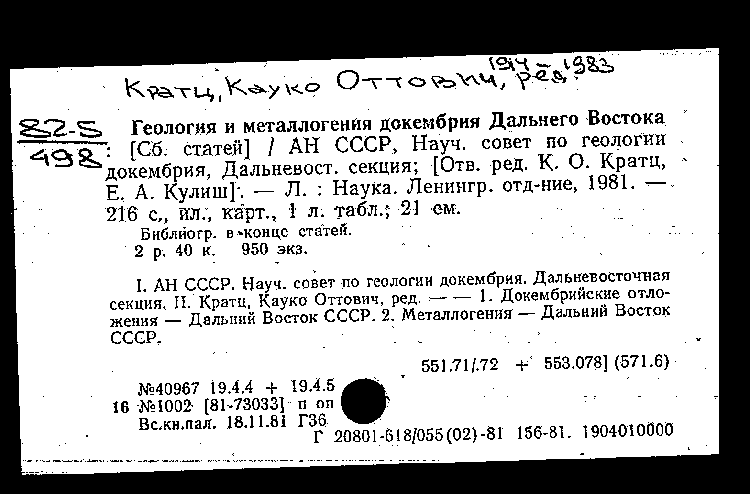 1914-1983
Кратц, Кауко Оттович, ред.
82-5
498
Геология и металлогения докембрия Дальнего Востока
: [Сб. статей] / АН СССР, Науч. совет по геологии
докембрия, Дальневост. секция; [Отв. ред. К. О. Кратц,
Е. А. Кулиш]. — Л. : Наука. Ленингр. отд-ние, 1981. —
216 с., ил., карт., 1 л. табл.; 21 см.
Библиогр. в конце статей.
2 р. 40 к. 950 экз.
I. АН СССР. Науч. совет по геологии докембрия. Дальневосточная
секция. II. Кратц, Кауко Оттович, ред. — — 1. Докембрийские отло-
жения — Дальний Восток СССР. 2. Металлогения — Дальний Восток
СССР.
551.71/.72 + 553.078] (571.6)
№40967 19.4.4 + 19.4.5
16 №1002 [81-73033] п оп
Вс.кн.пал. 18.11.81 Г36
Г 20801-618/055(02)-81 156-81. 1904010000